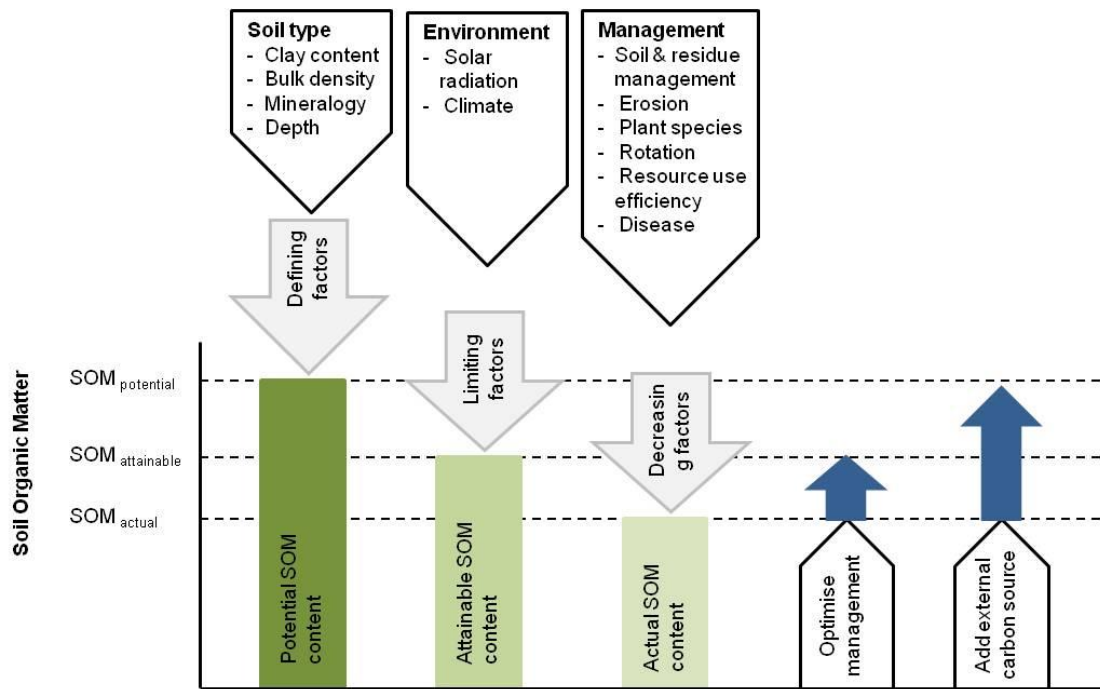 Soil type
- Clay content
- Bulk density
- Mineralogy
- Depth
Environment
- Solar
radiation
- Climate
Management
- Soil & residue
management
- Erosion
- Plant species
- Rotation
- Resource use
efficiency
- Disease
Defining
factors
Limiting
factors
Decreasin
g factors
Soil Organic Matter
SOM potential
SOM attainable
SOM actual
Potential SOM
content
Attainable SOM
content
Actual SOM
content
Optimise
management
Add external
carbon source